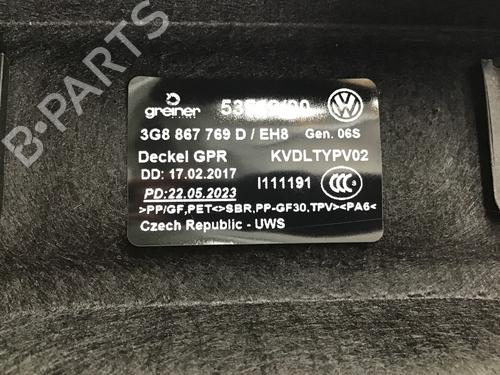 B-PARTS
greiner
3G8 867 769 D / EH8 Gen. 06S
Deckel GPR KVDLTYPV02
DD: 17.02.2017 I111191
PD:22.05.2023
>PP/GF,PET<>SBR,PP-GF30,TPV><PA6<
Czech Republic - UWS